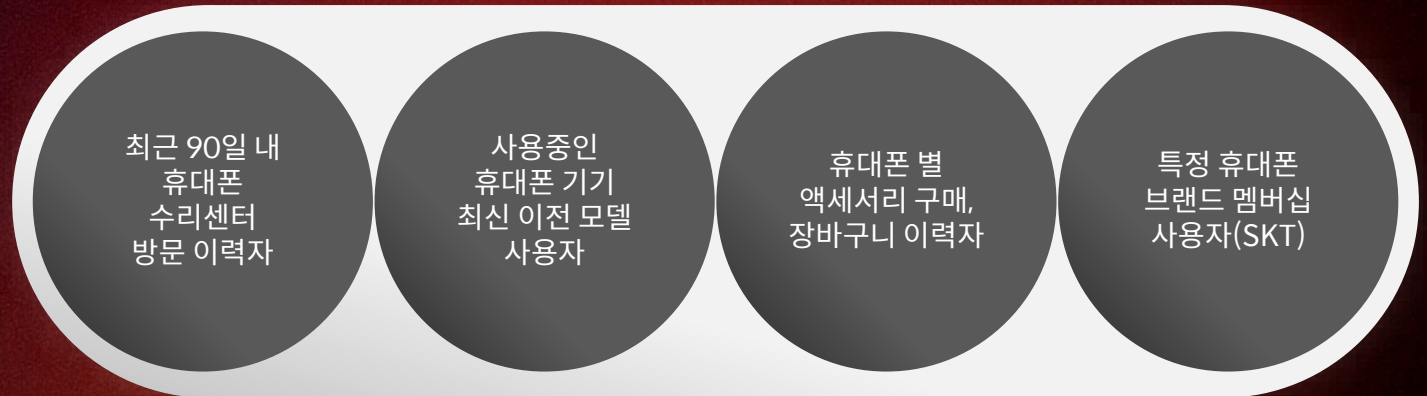 최근 90일 내
휴대폰
수리센터
방문 이력자
사용중인
휴대폰 기기
최신 이전 모델
사용자
휴대폰 별
액세서리 구매,
장바구니 이력자
특정 휴대폰
브랜드 멤버십
사용자(SKT)